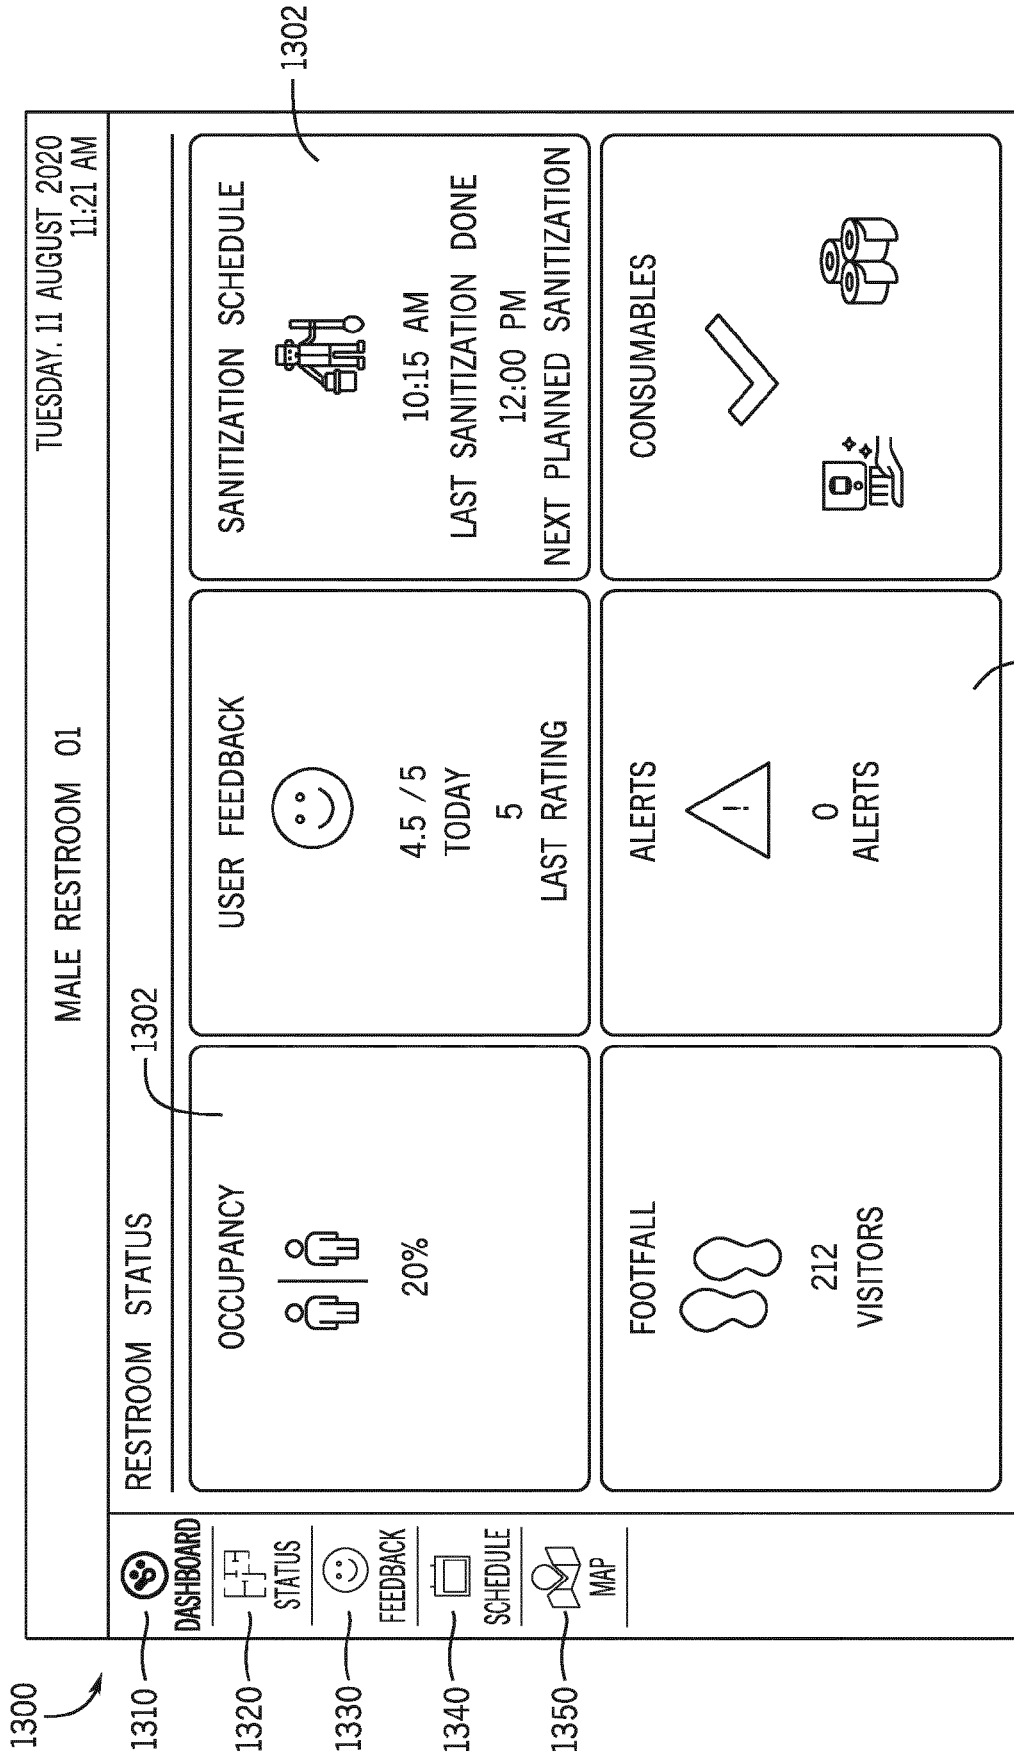 1300
MALE RESTROOM 01
TUESDAY, 11 AUGUST 2020
11:21 AM
1310
DASHBOARD
1320
STATUS
1330
FEEDBACK
1340
SCHEDULE
1350
MAP
RESTROOM STATUS
1302
OCCUPANCY
20%
USER FEEDBACK
4.5 / 5
TODAY
5
LAST RATING
SANITIZATION SCHEDULE
1302
10:15 AM
LAST SANITIZATION DONE
12:00 PM
NEXT PLANNED SANITIZATION
FOOTFALL
212
VISITORS
ALERTS
!
0
ALERTS
CONSUMABLES